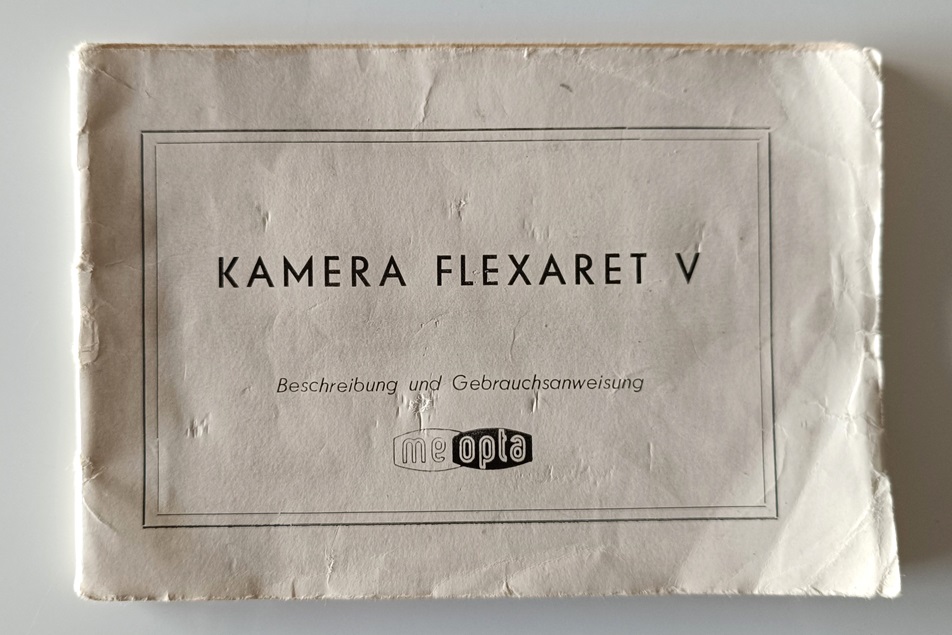 KAMERA FLEXARET V
Beschreibung und Gebrauchsanweisung
meopta